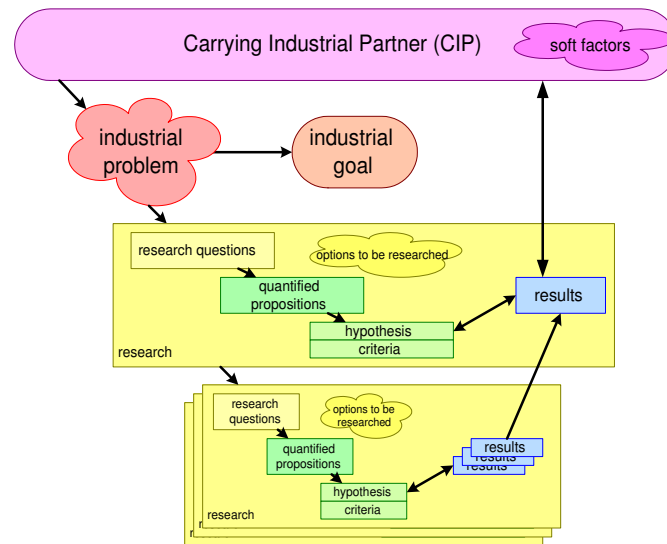 Carrying Industrial Partner (CIP)
soft factors
industrial
problem
industrial
goal
research questions
options to be researched
quantified
propositions
results
hypothesis
criteria
research
research
questions
options to be
researched
quantified
propositions
results
results
hypothesis
criteria
research